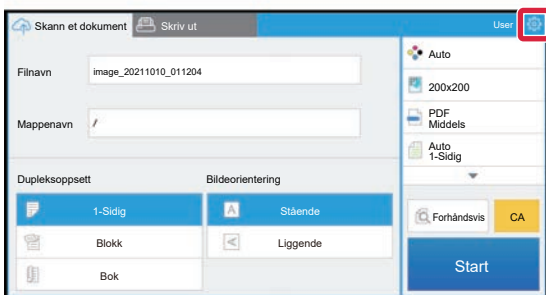 Skann et dokument
Skriv ut
User
Filnavn
image_20211010_011204
Mappenavn
/
Dupleksoppsett
Bildeorientering
1-Sidig
Blokk
Bok
A
Stående
Liggende
Auto
200x200
PDF
Middels
Auto
1-Sidig
Forhåndsvis
CA
Start